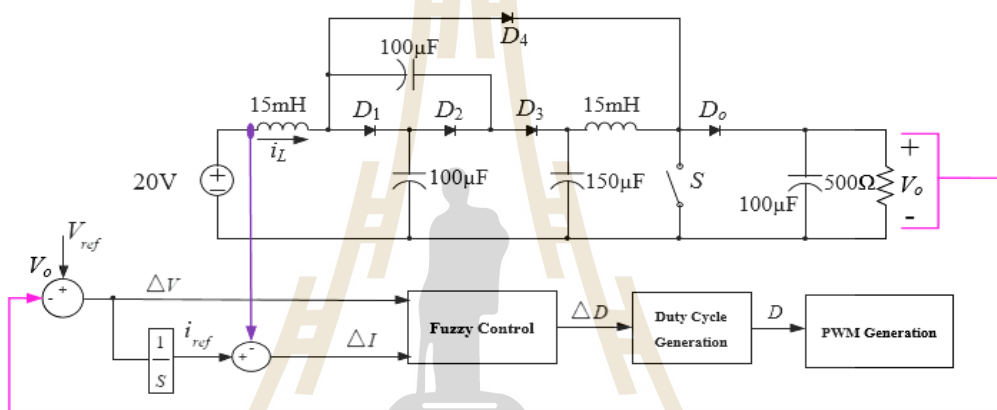 D4
100μF
15mH
D1
D2
D3
15mH
Do
iL
20V
100μF
150μF
S
100μF
500Ω
+
Vo
-
Vref
Vo
+
-
△V
1
S
iref
+
-
△I
Fuzzy Control
△D
Duty Cycle
Generation
D
PWM Generation